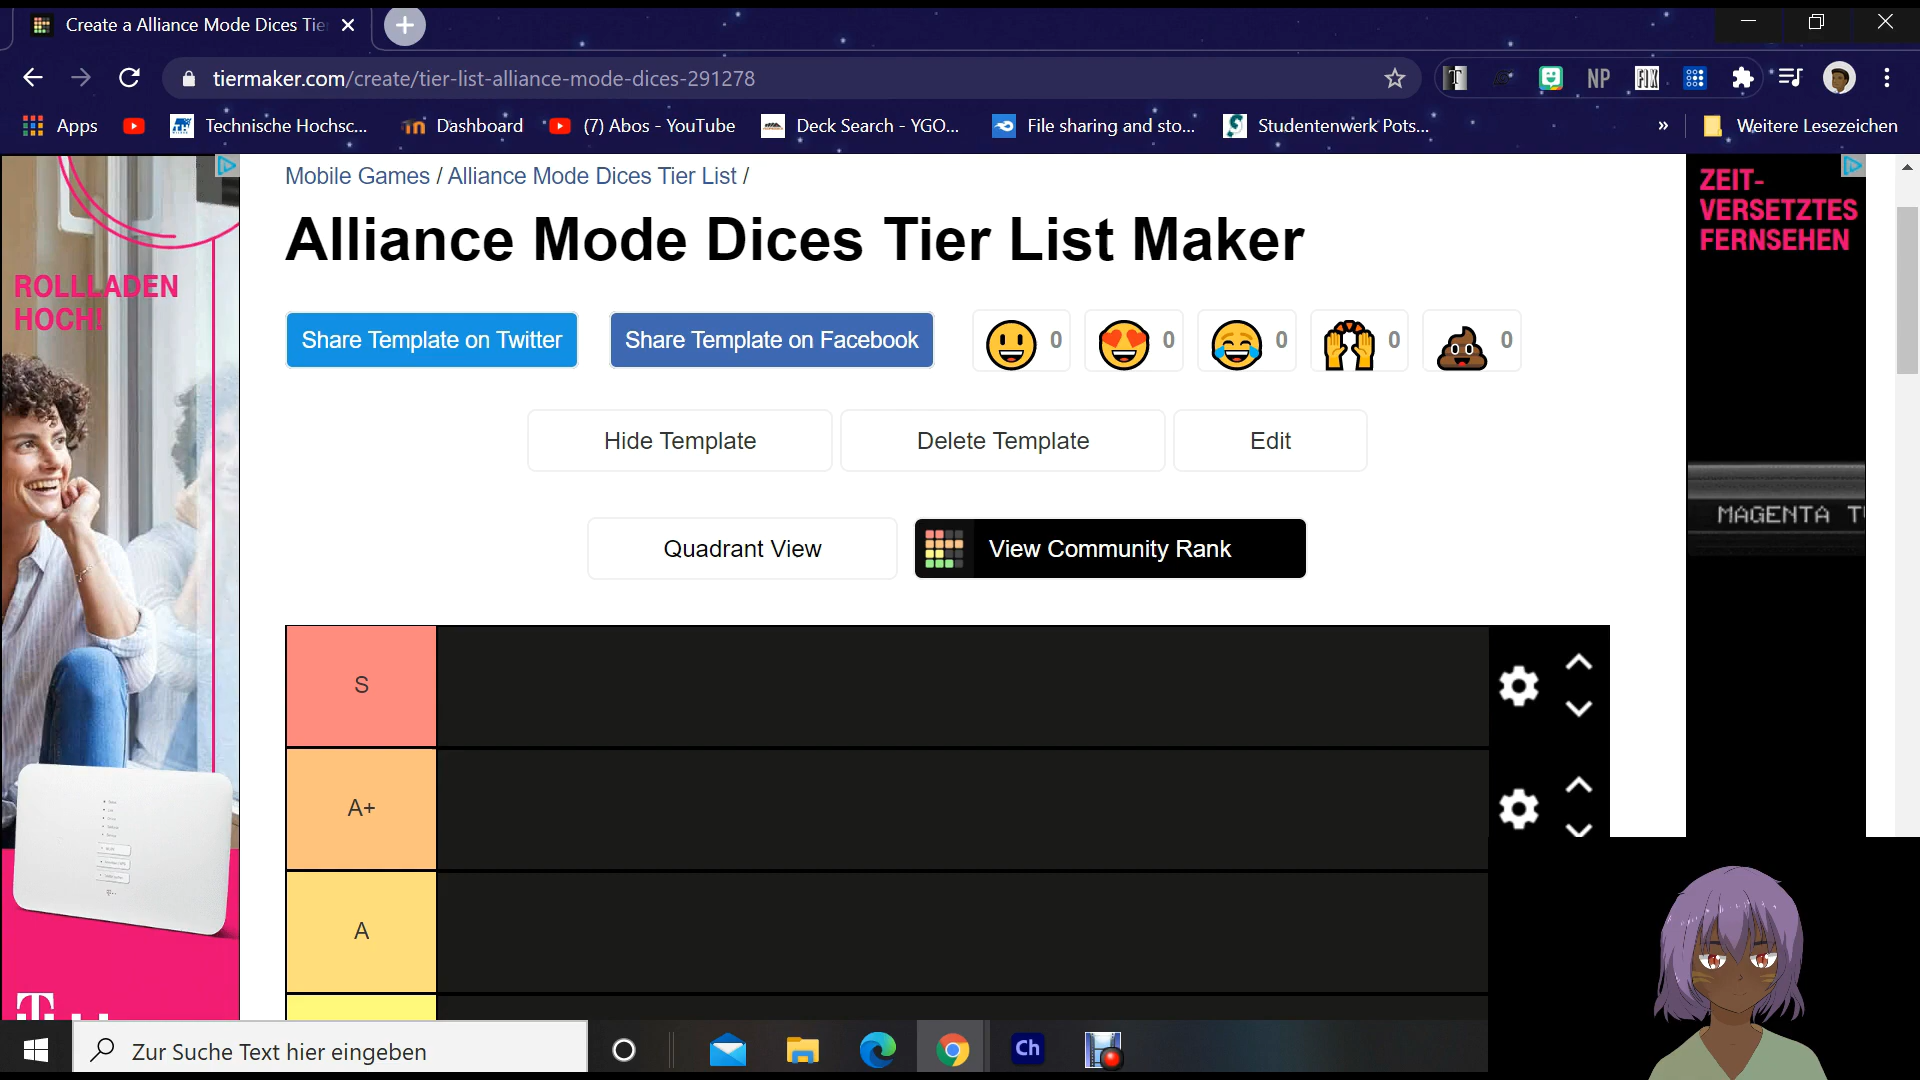 Create a Alliance Mode Dices Tie
tiermaker.com/create/tier-list-alliance-mode-dices-291278
NP
FIX
Apps
Technische Hochsc...
Dashboard
(7) Abos - YouTube
Deck Search - YGO...
File sharing and sto...
Studentenwerk Pots...
»
Weitere Lesezeichen
Mobile Games / Alliance Mode Dices Tier List /
Alliance Mode Dices Tier List Maker
ROLLLADEN
HOCH!
ZEIT-
VERSETZTES
FERNSEHEN
Share Template on Twitter
Share Template on Facebook
0
0
0
0
0
Hide Template
Delete Template
Edit
MAGENTA T
Quadrant View
View Community Rank
S
A+
A
Zur Suche Text hier eingeben
Ch